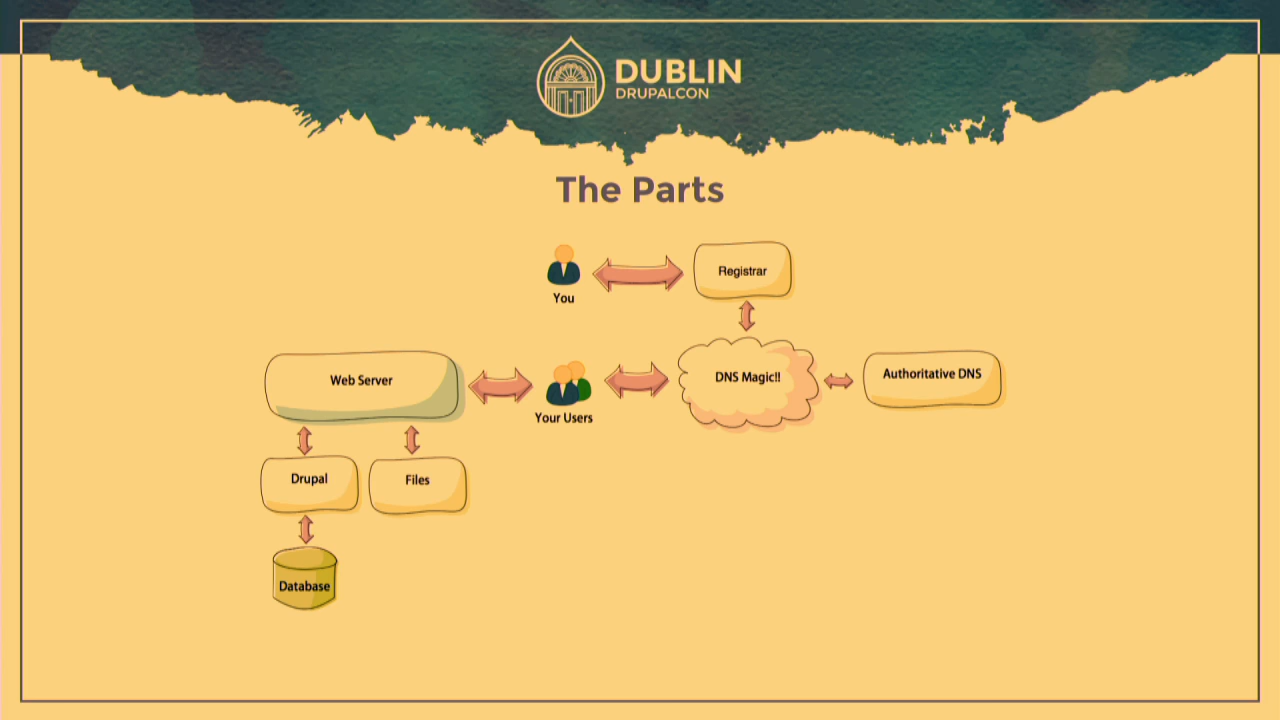 DUBLIN
DRUPALCON
The Parts
Registrar
You
Web Server
DNS Magic!!
Authoritative DNS
Your Users
Drupal
Files
Database